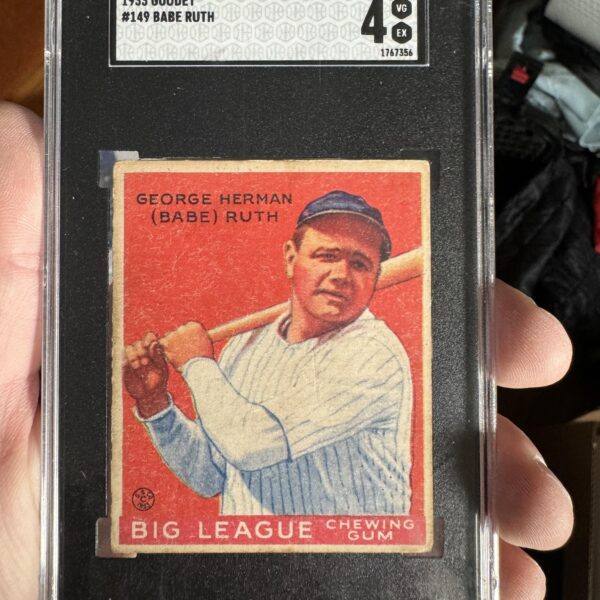 1933 GOUDEY
#149 BABE RUTH
4
VG
EX
1767356
GEORGE HERMAN
(BABE) RUTH
BIG LEAGUE CHEWING
GUM